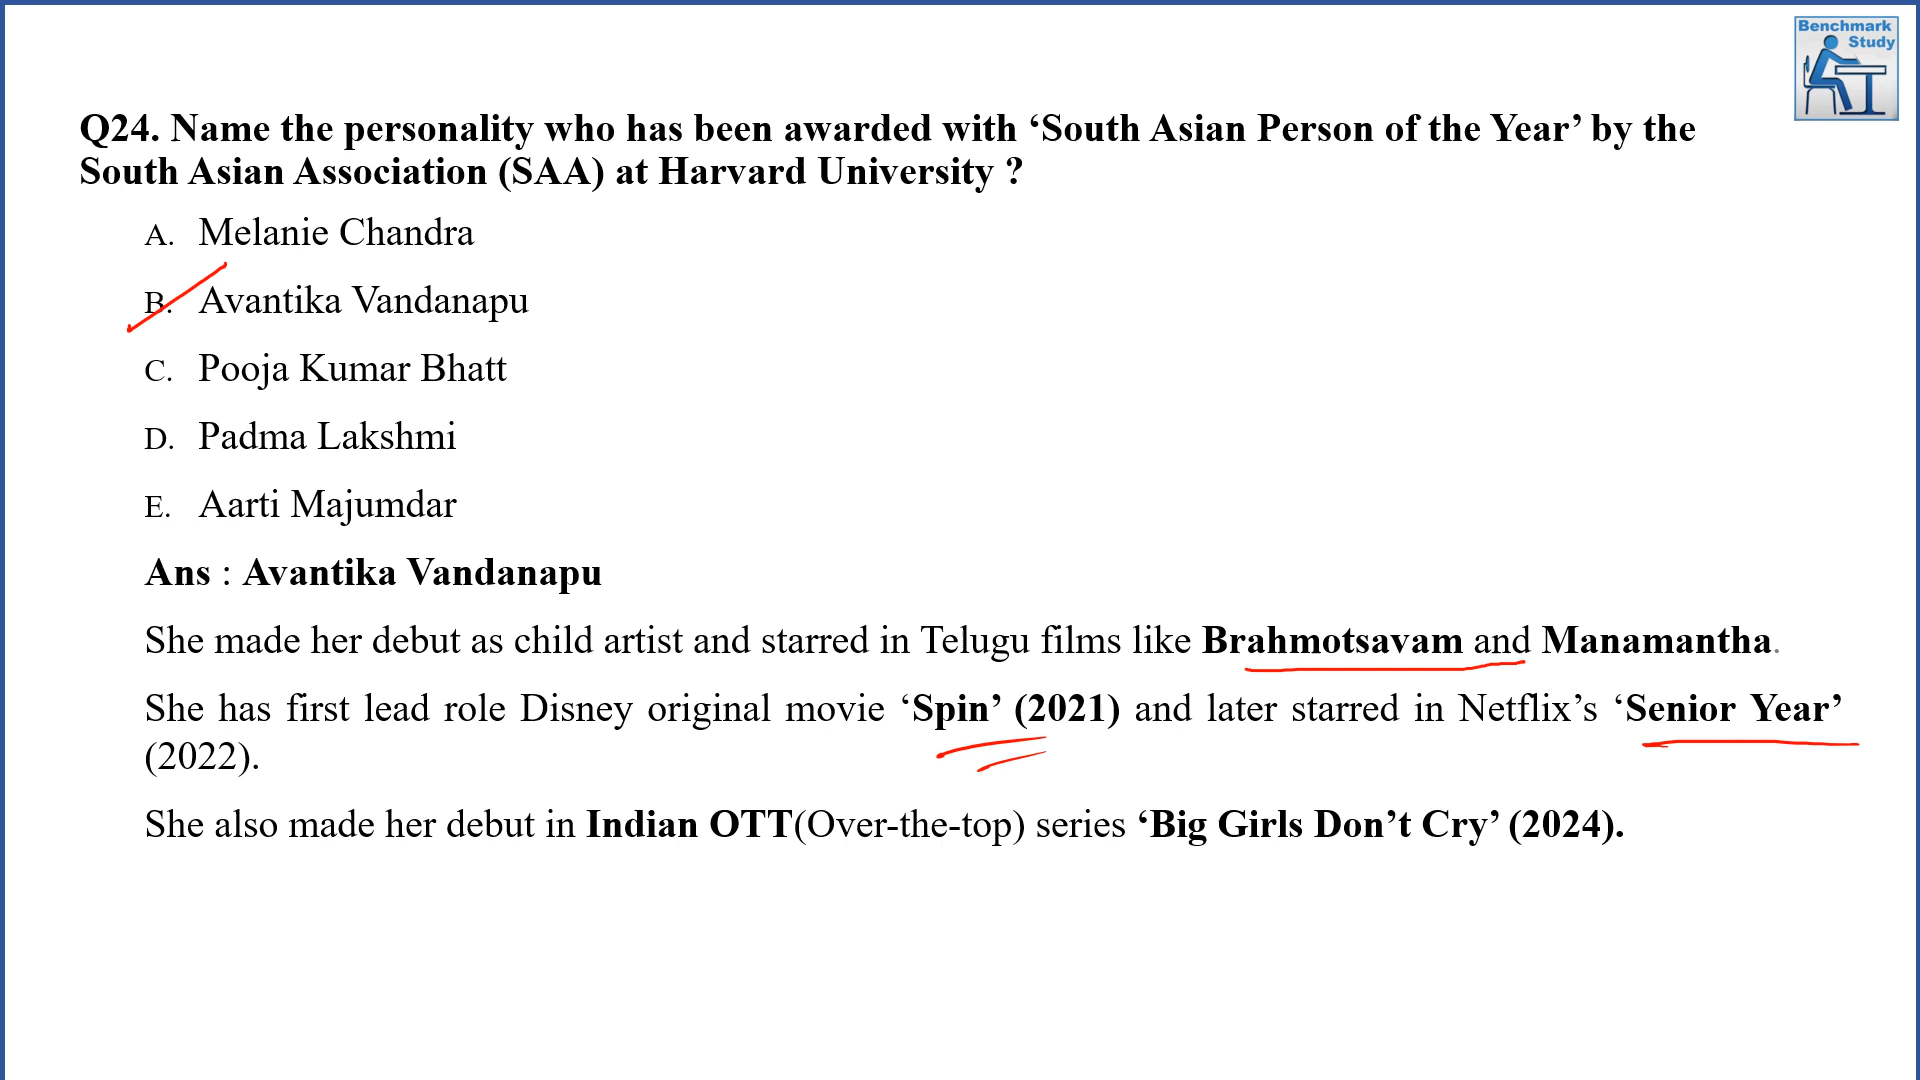 Benchmark
Study
Q24. Name the personality who has been awarded with ‘South Asian Person of the Year’ by the
South Asian Association (SAA) at Harvard University ?
A. Melanie Chandra
B. Avantika Vandanapu
C. Pooja Kumar Bhatt
D. Padma Lakshmi
E. Aarti Majumdar
Ans : Avantika Vandanapu
She made her debut as child artist and starred in Telugu films like Brahmotsavam and Manamantha.
She has first lead role Disney original movie ‘Spin’ (2021) and later starred in Netflix’s ‘Senior Year’
(2022).
She also made her debut in Indian OTT(Over-the-top) series ‘Big Girls Don’t Cry’ (2024).